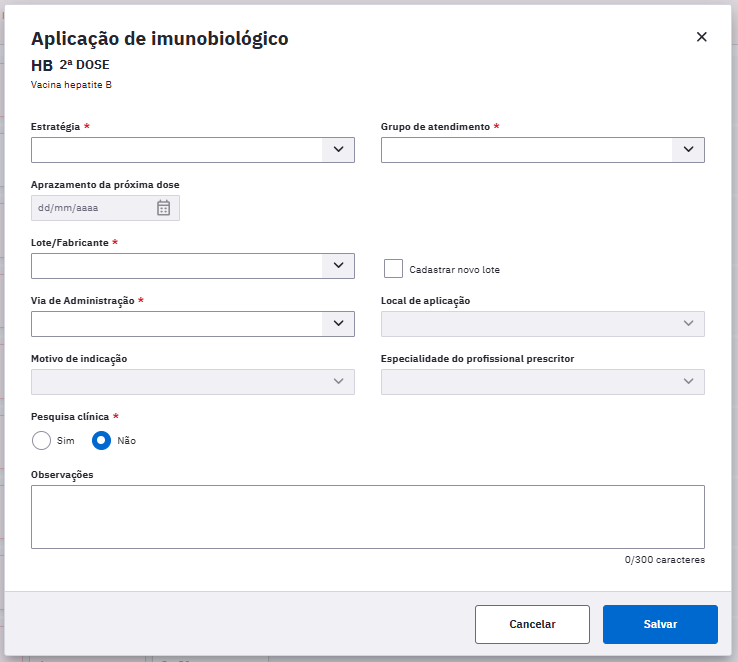 Aplicação de imunobiológico
HB 2ª DOSE
Vacina hepatite B
Estratégia *
Grupo de atendimento *
Aprazamento da próxima dose
dd/mm/aaaa
Lote/Fabricante *
Cadastrar novo lote
Via de Administração *
Local de aplicação
Motivo de indicação
Especialidade do profissional prescritor
Pesquisa clínica *
Sim
Não
Observações
0/300 caracteres
Cancelar
Salvar